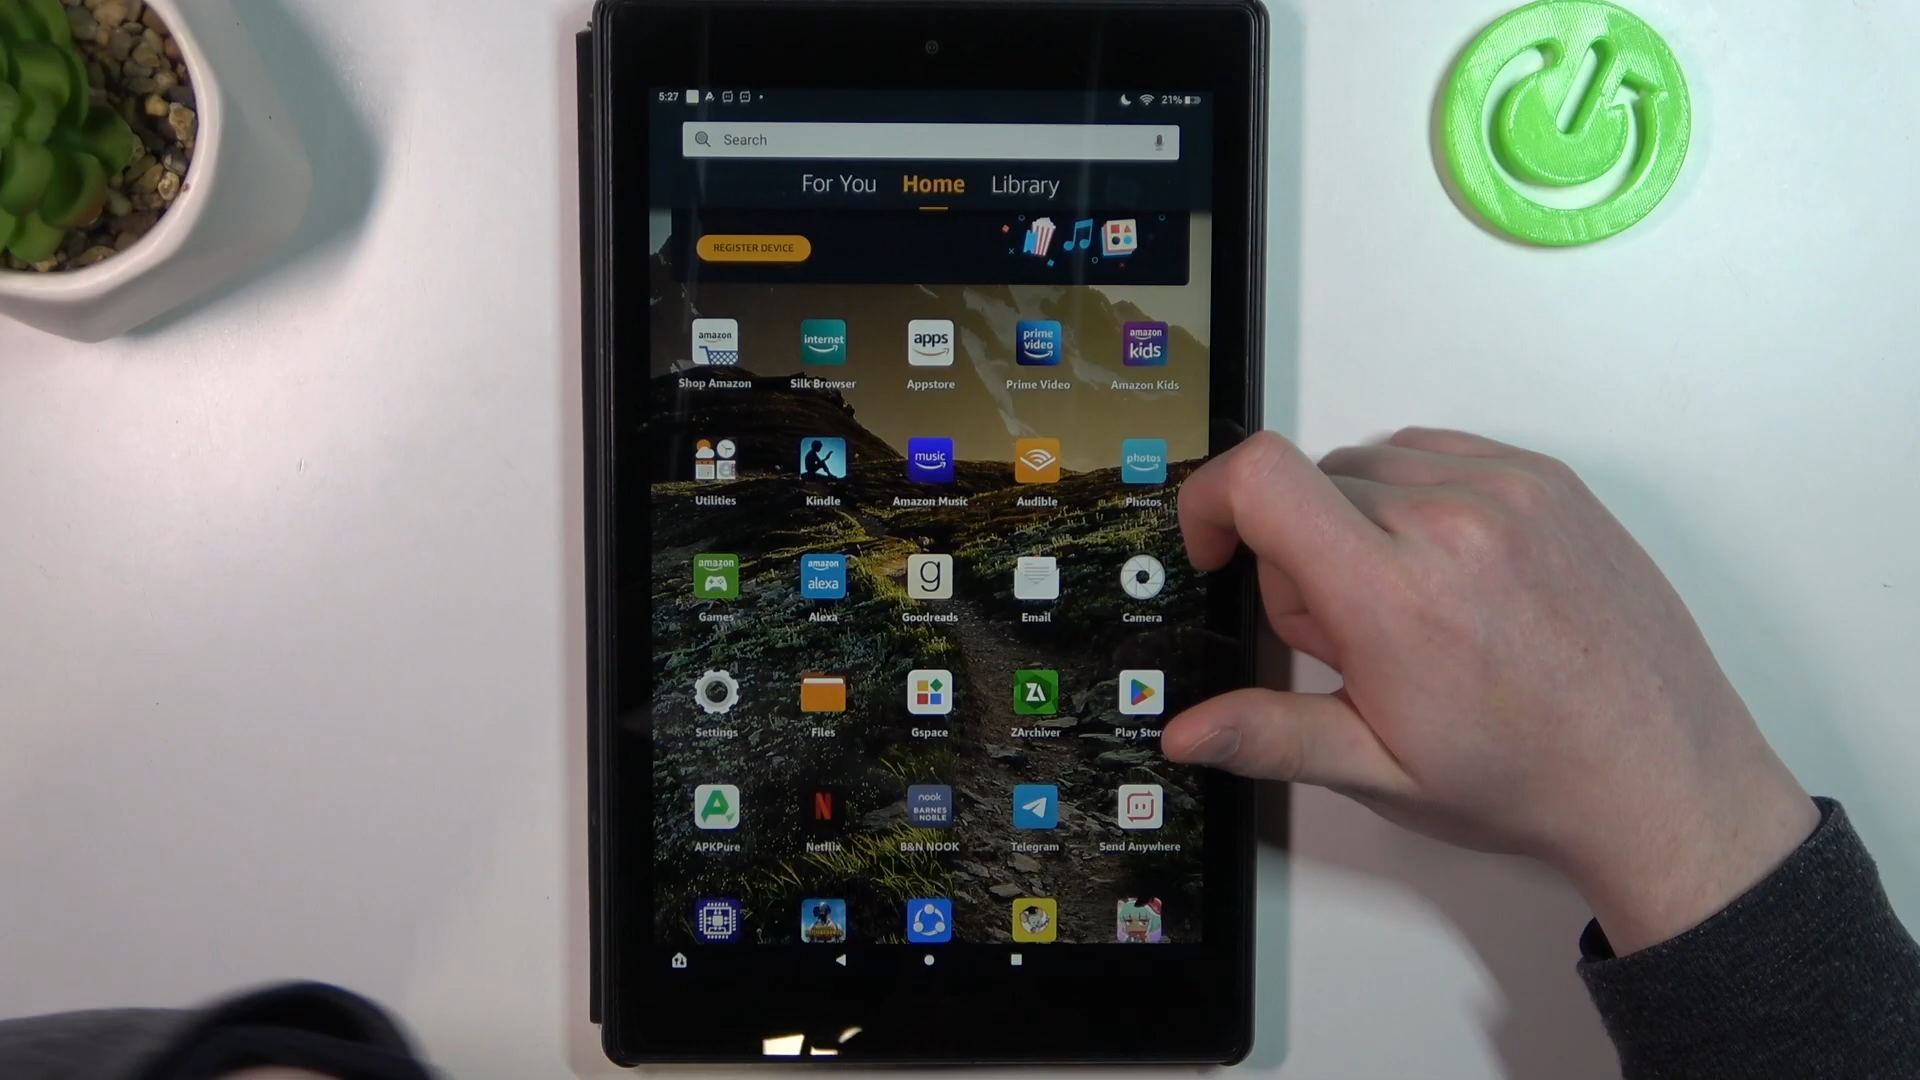 5:27 21%
Search
For You Home Library
REGISTER DEVICE
amazon internet apps prime video amazon kids
Shop Amazon Silk Browser Appstore Prime Video Amazon Kids
music photos
Utilities Kindle Amazon Music Audible Photos
amazon amazon alexa g
Games Alexa Goodreads Email Camera
ZA
Settings Files Gspace ZArchiver Play Stor
A N nook BARNES & NOBLE
APKPure Netflix B&N NOOK Telegram Send Anywhere